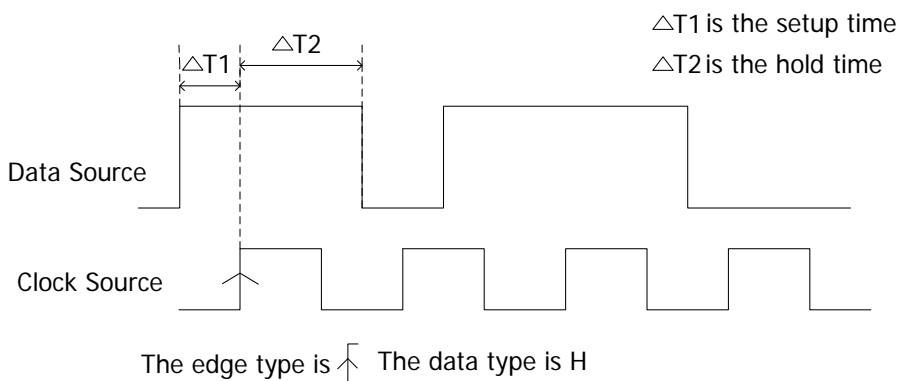 △T1 is the setup time
△T2 is the hold time
△T2
△T1
Data Source
Clock Source
The edge type is The data type is H